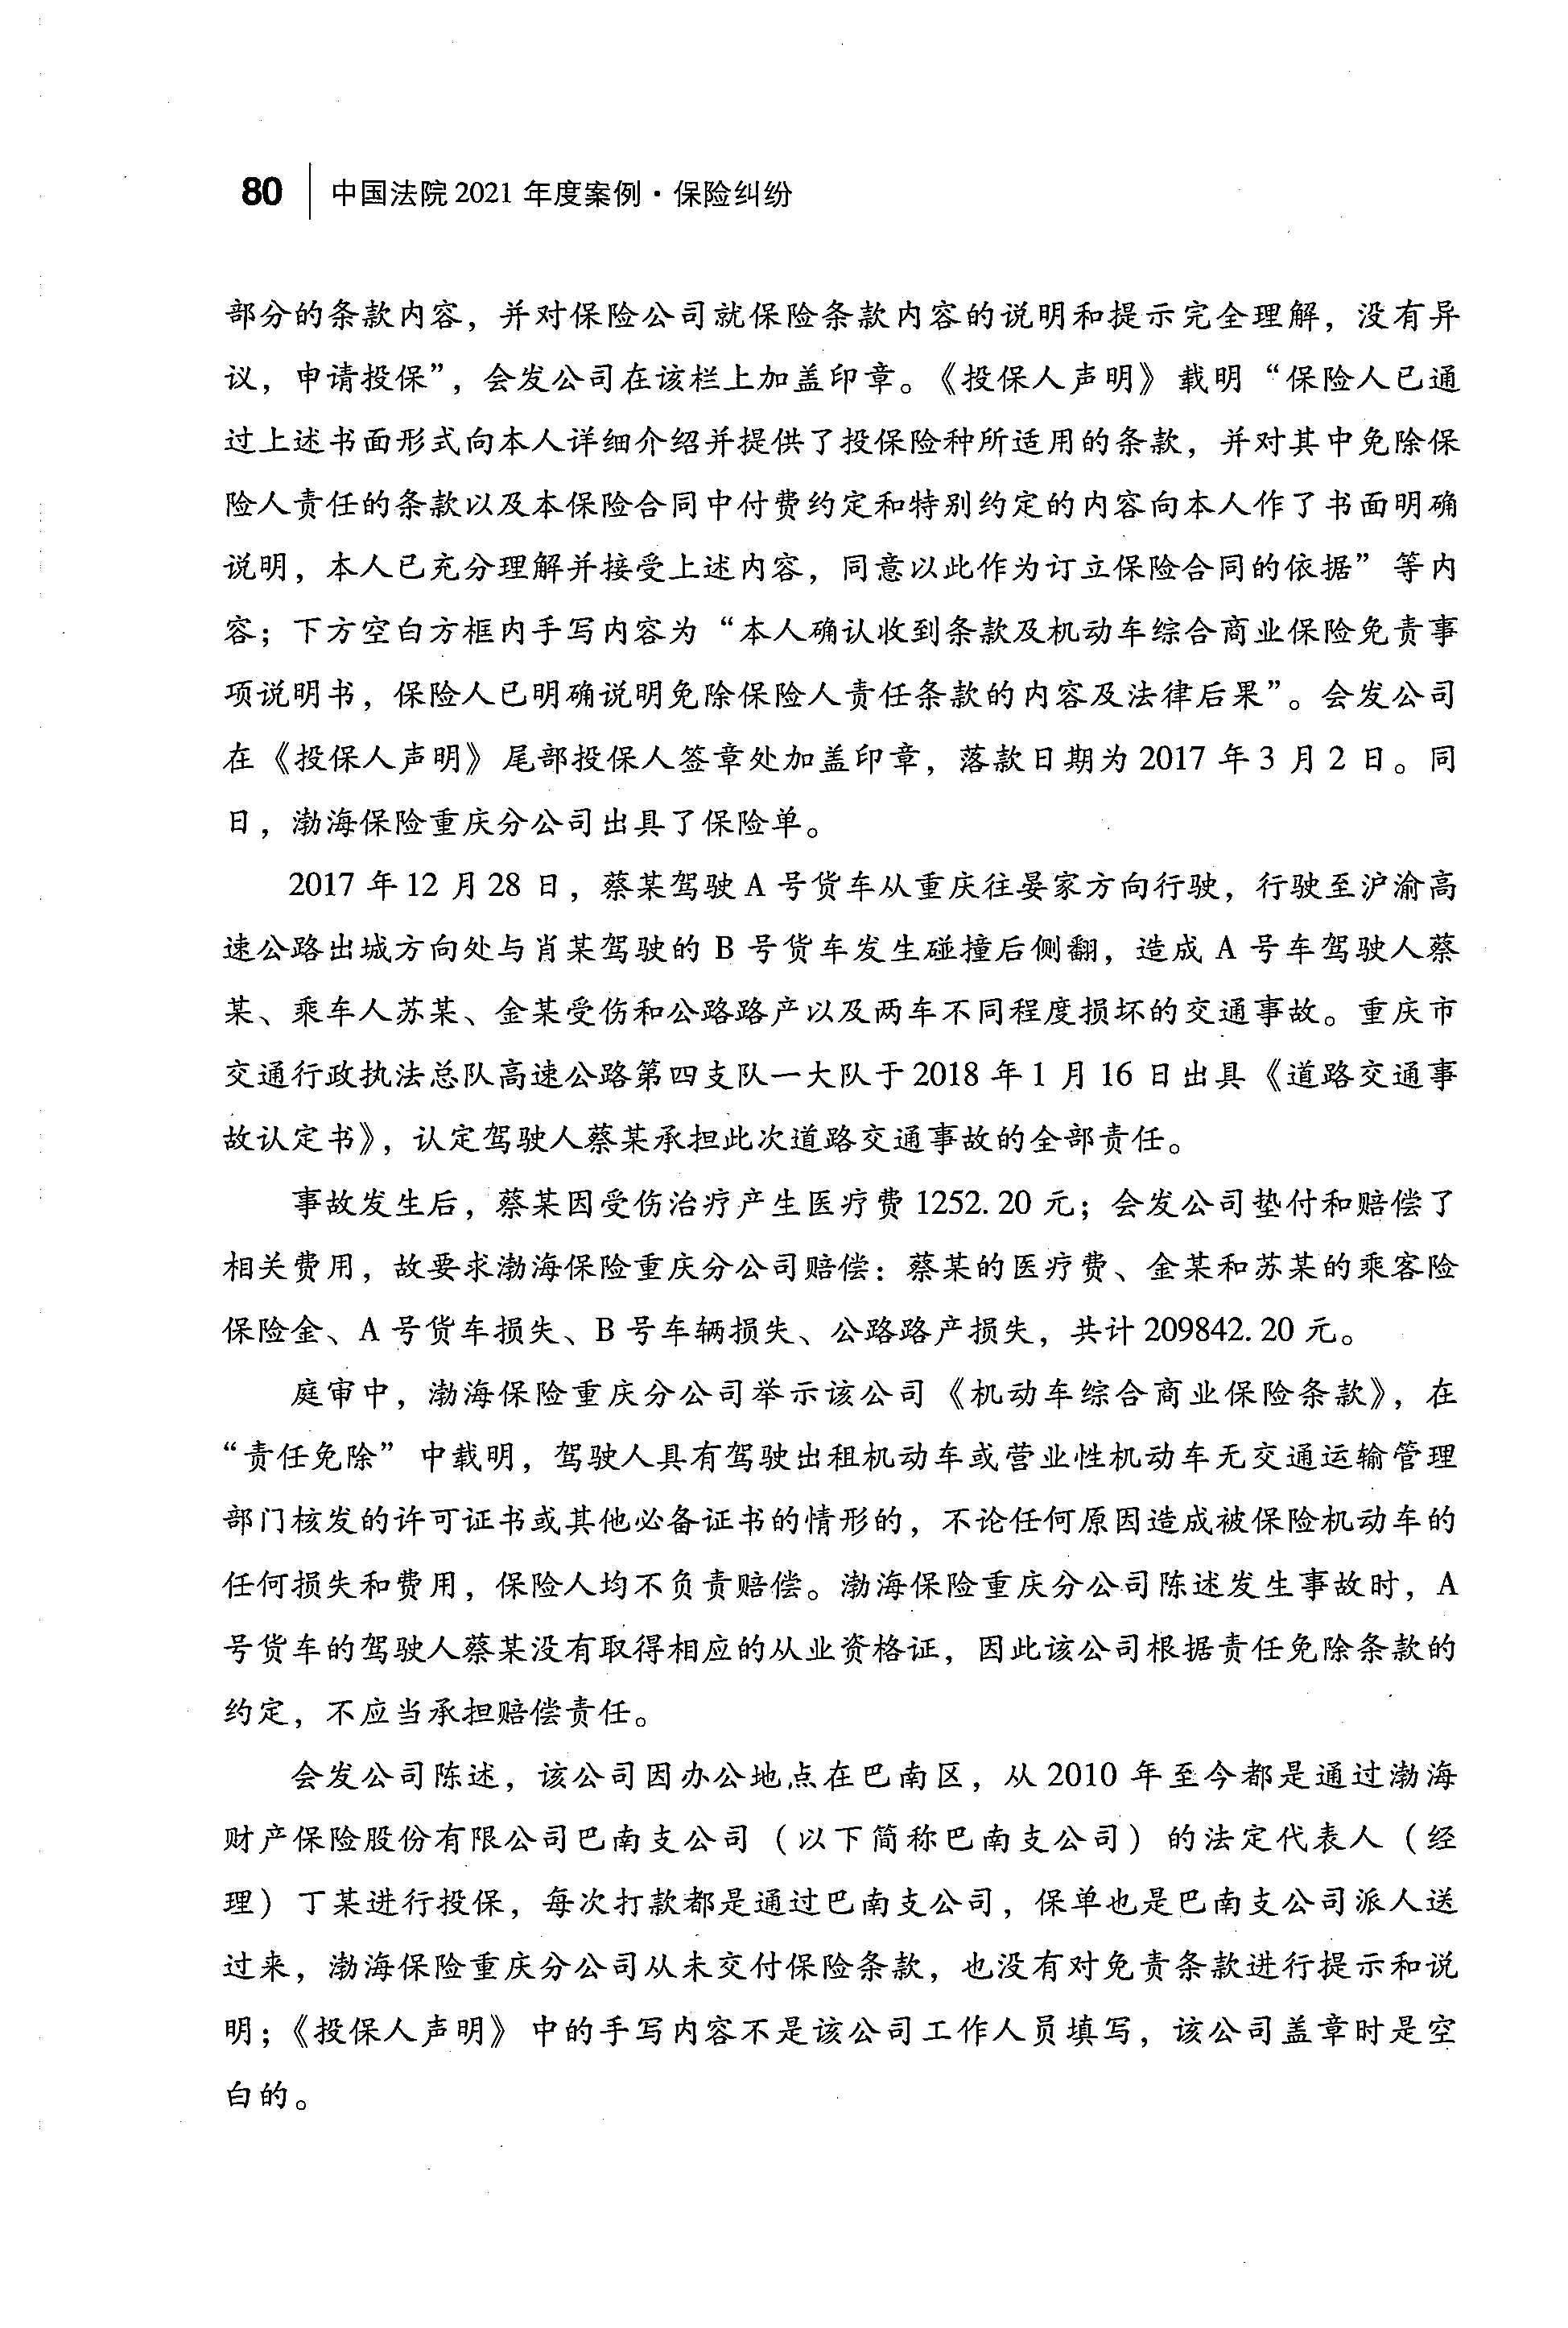 80 中国法院2021年度案例·保险纠纷
部分的条款内容，并对保险公司就保险条款内容的说明和提示完全理解，没有异
议，申请投保”，会发公司在该栏上加盖印章。《投保人声明》载明“保险人已通
过上述书面形式向本人详细介绍并提供了投保险种所适用的条款，并对其中免除保
险人责任的条款以及本保险合同中付费约定和特别约定的内容向本人作了书面明确
说明，本人已充分理解并接受上述内容，同意以此作为订立保险合同的依据”等内
容；下方空白方框内手写内容为“本人确认收到条款及机动车综合商业保险免责事
项说明书，保险人已明确说明免除保险人责任条款的内容及法律后果”。会发公司
在《投保人声明》尾部投保人签章处加盖印章，落款日期为2017年3月2日。同
日，渤海保险重庆分公司出具了保险单。
2017年12月28日，蔡某驾驶A号货车从重庆往晏家方向行驶，行驶至沪渝高
速公路出城方向处与肖某驾驶的B号货车发生碰撞后侧翻，造成A号车驾驶人蔡
某、乘车人苏某、金某受伤和公路路产以及两车不同程度损坏的交通事故。重庆市
交通行政执法总队高速公路第四支队一大队于2018年1月16日出具《道路交通事
故认定书》，认定驾驶人蔡某承担此次道路交通事故的全部责任。
事故发生后，蔡某因受伤治疗产生医疗费1252.20元；会发公司垫付和赔偿了
相关费用，故要求渤海保险重庆分公司赔偿：蔡某的医疗费、金某和苏某的乘客险
保险金、A号货车损失、B号车辆损失、公路路产损失，共计209842.20元。
庭审中，渤海保险重庆分公司举示该公司《机动车综合商业保险条款》，在
“责任免除”中载明，驾驶人具有驾驶出租机动车或营业性机动车无交通运输管理
部门核发的许可证书或其他必备证书的情形的，不论任何原因造成被保险机动车的
任何损失和费用，保险人均不负责赔偿。渤海保险重庆分公司陈述发生事故时，A
号货车的驾驶人蔡某没有取得相应的从业资格证，因此该公司根据责任免除条款的
约定，不应当承担赔偿责任。
会发公司陈述，该公司因办公地点在巴南区，从2010年至今都是通过渤海
财产保险股份有限公司巴南支公司（以下简称巴南支公司）的法定代表人（经
理）丁某进行投保，每次打款都是通过巴南支公司，保单也是巴南支公司派人送
过来，渤海保险重庆分公司从未交付保险条款，也没有对免责条款进行提示和说
明；《投保人声明》中的手写内容不是该公司工作人员填写，该公司盖章时是空
白的。